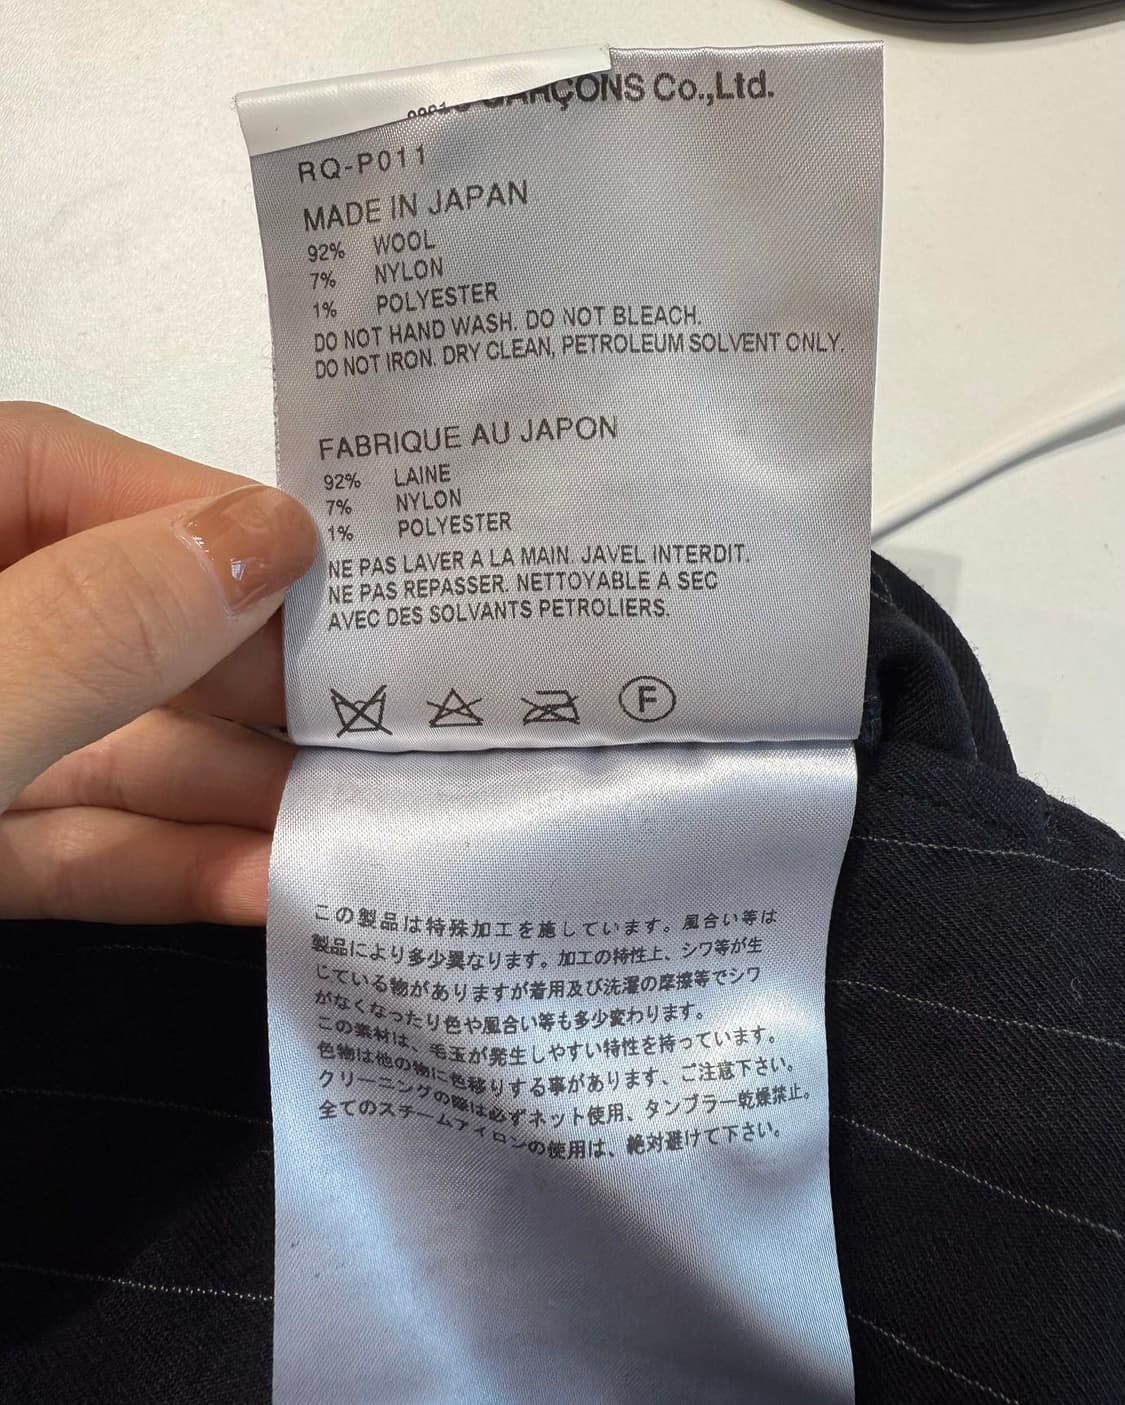 GARÇONS Co.,Ltd.
RQ-P011
MADE IN JAPAN
92% WOOL
7% NYLON
1% POLYESTER
DO NOT HAND WASH. DO NOT BLEACH.
DO NOT IRON. DRY CLEAN, PETROLEUM SOLVENT ONLY.
FABRIQUE AU JAPON
92% LAINE
7% NYLON
1% POLYESTER
NE PAS LAVER A LA MAIN. JAVEL INTERDIT.
NE PAS REPASSER. NETTOYABLE A SEC
AVEC DES SOLVANTS PETROLIERS.
F
この製品は特殊加工を施しています。風合い等は
製品により多少異なります。加工の特性上、シワ等が生
じている物がありますが着用及び洗濯の摩擦等でシワ
がなくなったり色や風合い等も多少変わります。
この素材は、毛玉が発生しやすい特性を持っています。
色物は他の物に色移りする事があります、ご注意下さい。
クリーニングの際は必ずネット使用、タンブラー乾燥禁止。
全てのスチームアイロンの使用は、絶対避けて下さい。